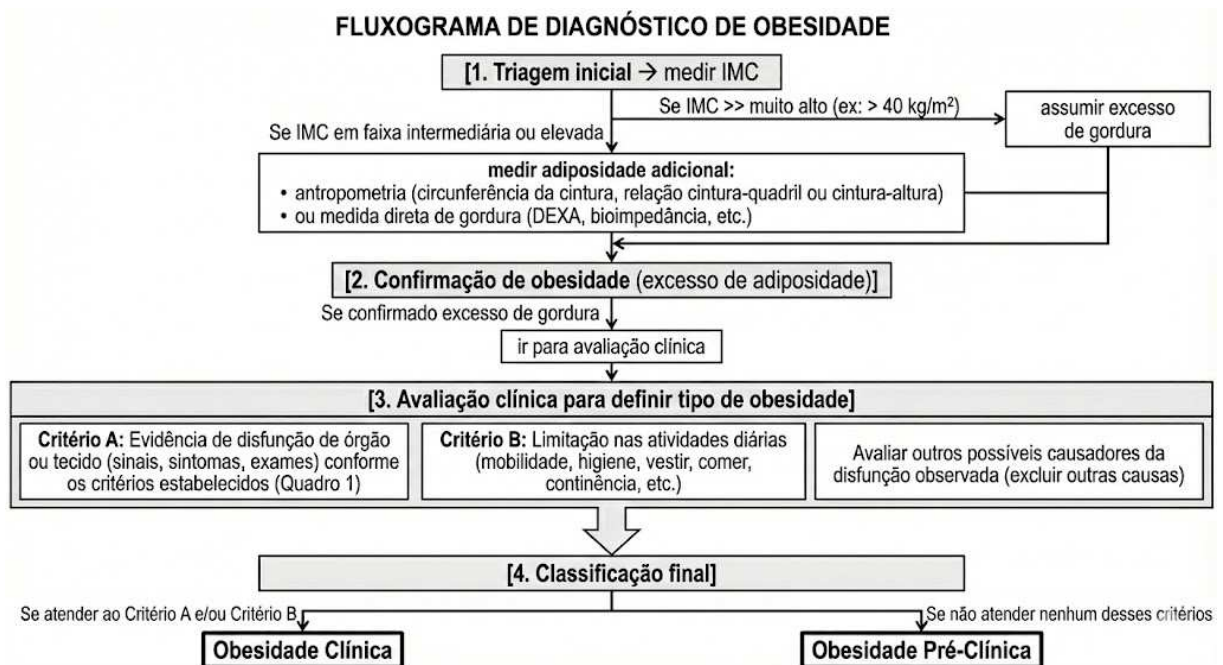 FLUXOGRAMA DE DIAGNÓSTICO DE OBESIDADE
[1. Triagem inicial → medir IMC
Se IMC >> muito alto (ex: > 40 kg/m²)
assumir excesso
de gordura
Se IMC em faixa intermediária ou elevada
medir adiposidade adicional:
• antropometria (circunferência da cintura, relação cintura-quadril ou cintura-altura)
• ou medida direta de gordura (DEXA, bioimpedância, etc.)
[2. Confirmação de obesidade (excesso de adiposidade)]
Se confirmado excesso de gordura
ir para avaliação clínica
[3. Avaliação clínica para definir tipo de obesidade]
Critério A: Evidência de disfunção de órgão
ou tecido (sinais, sintomas, exames) conforme
os critérios estabelecidos (Quadro 1)
Critério B: Limitação nas atividades diárias
(mobilidade, higiene, vestir, comer,
continência, etc.)
Avaliar outros possíveis causadores da
disfunção observada (excluir outras causas)
[4. Classificação final]
Se atender ao Critério A e/ou Critério B
Se não atender nenhum desses critérios
Obesidade Clínica
Obesidade Pré-Clínica